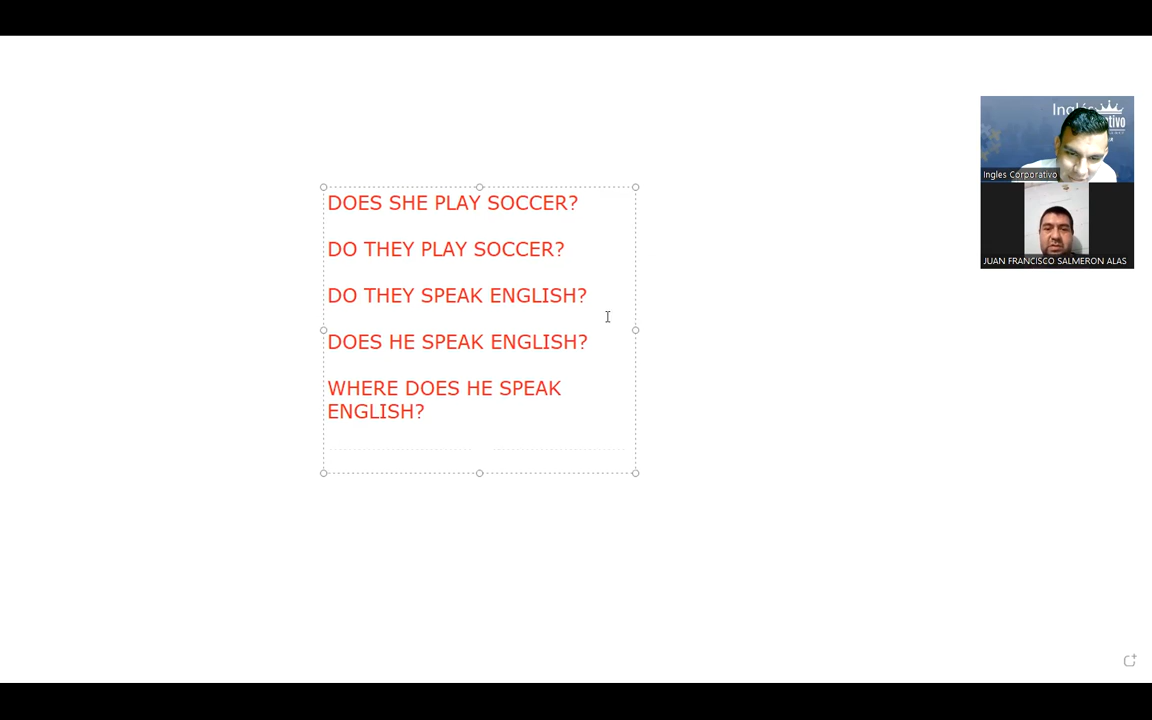 DOES SHE PLAY SOCCER?
DO THEY PLAY SOCCER?
DO THEY SPEAK ENGLISH?
DOES HE SPEAK ENGLISH?
WHERE DOES HE SPEAK
ENGLISH?
Ingles Corporativo
JUAN FRANCISCO SALMERON ALAS